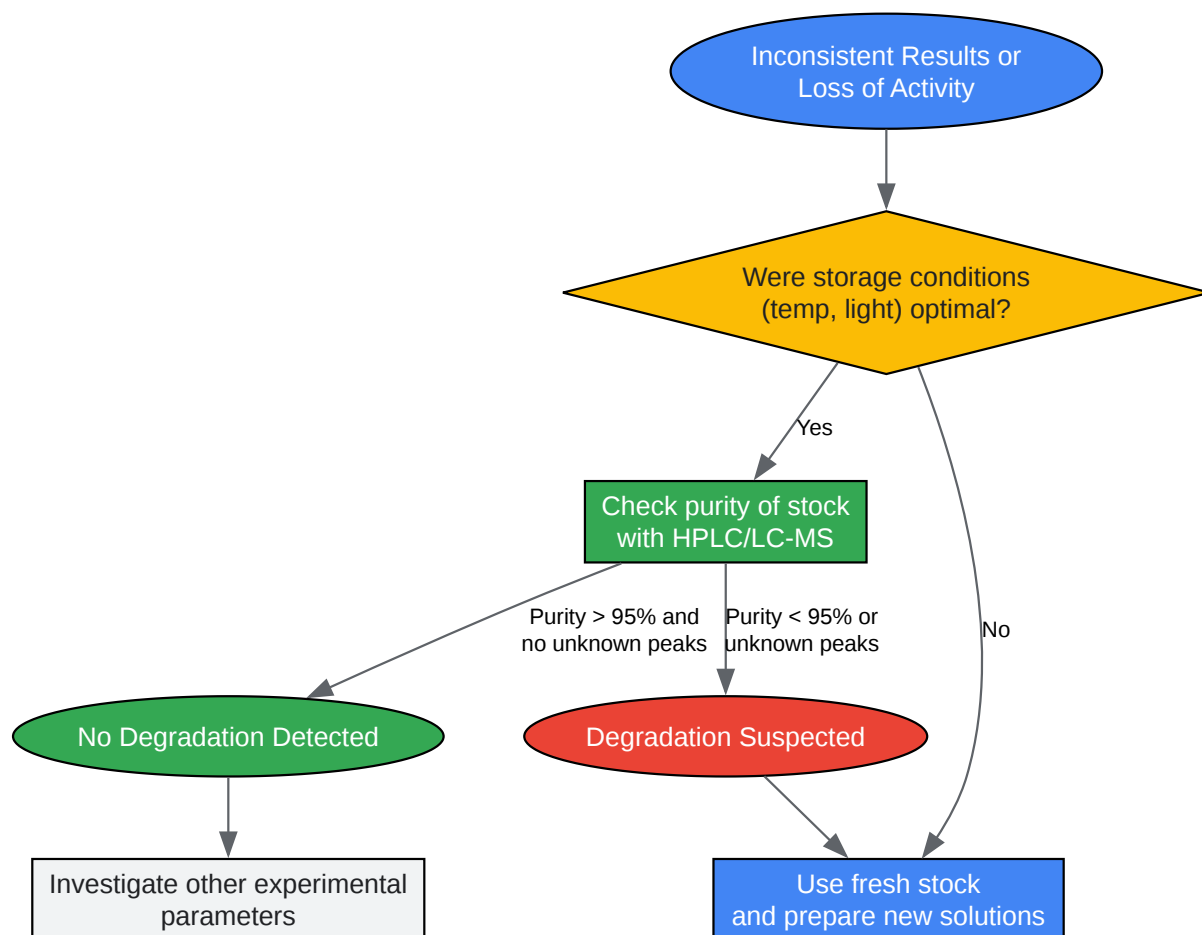 Inconsistent Results or
Loss of Activity
Were storage conditions
(temp, light) optimal?
Yes
Check purity of stock
with HPLC/LC-MS
Purity > 95% and
no unknown peaks
Purity < 95% or
unknown peaks
No
No Degradation Detected
Degradation Suspected
Investigate other experimental
parameters
Use fresh stock
and prepare new solutions